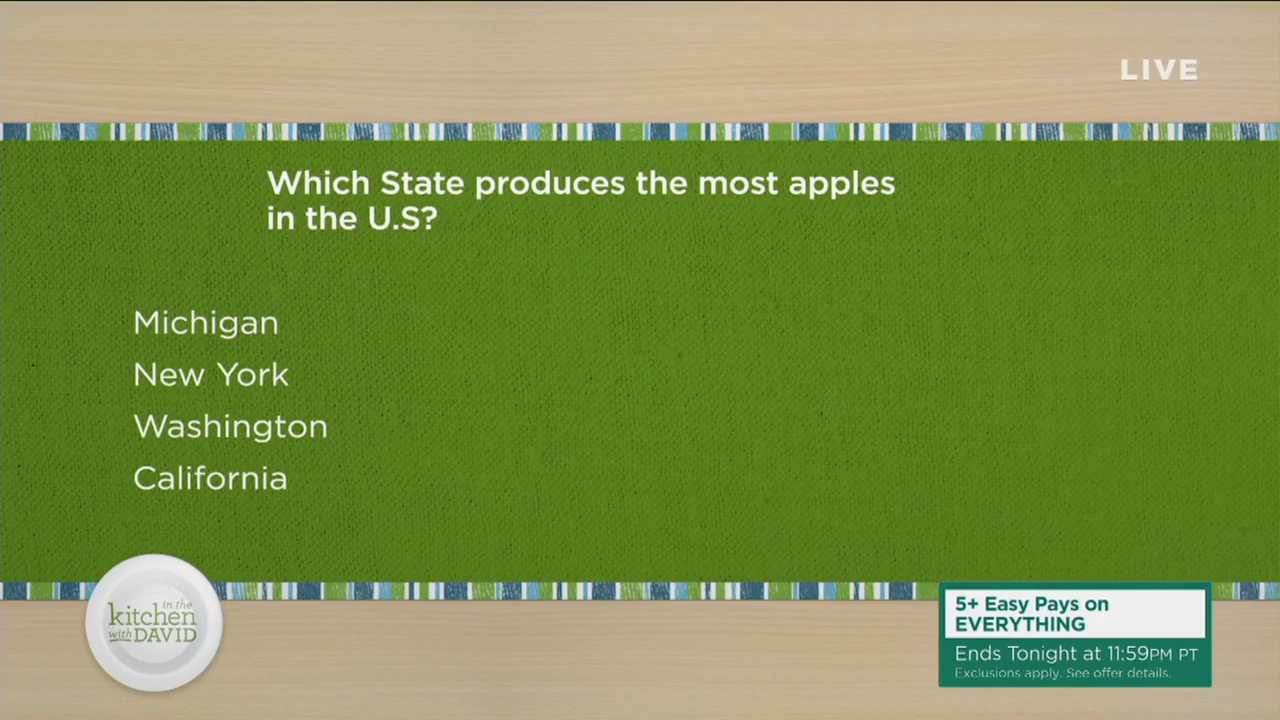 LIVE
Which State produces the most apples
in the U.S?
Michigan
New York
Washington
California
in the
kitchen
with DAVID
5+ Easy Pays on
EVERYTHING
Ends Tonight at 11:59PM PT
Exclusions apply. See offer details.